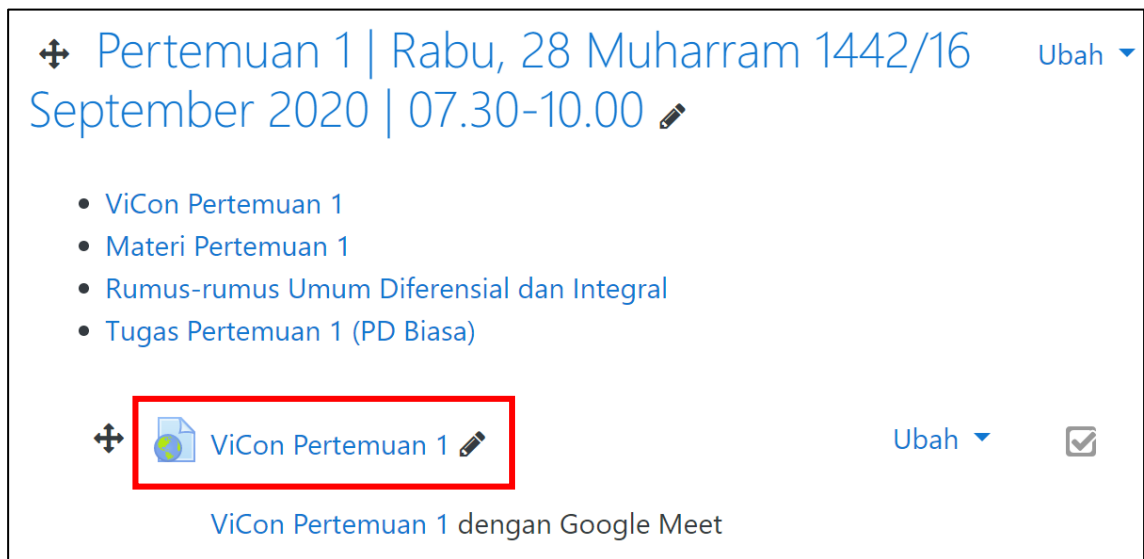 Pertemuan 1 | Rabu, 28 Muharram 1442/16
Ubah
September 2020 | 07.30-10.00
ViCon Pertemuan 1
Materi Pertemuan 1
Rumus-rumus Umum Diferensial dan Integral
Tugas Pertemuan 1 (PD Biasa)
ViCon Pertemuan 1
Ubah
ViCon Pertemuan 1 dengan Google Meet